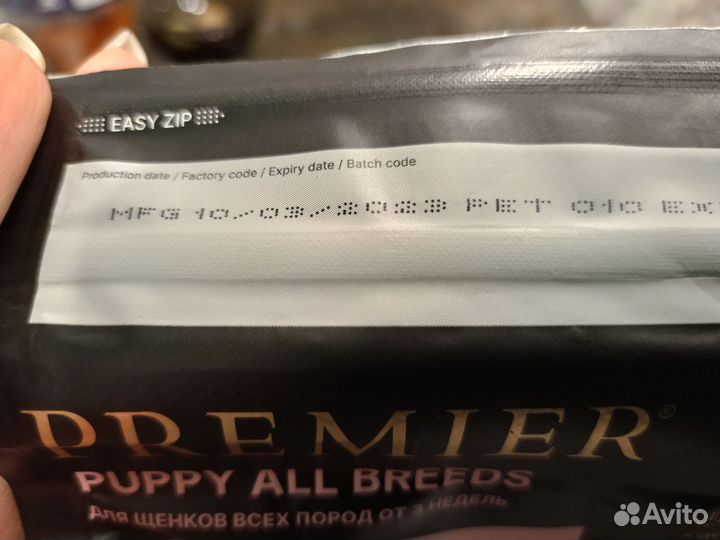 EASY ZIP
Production date / Factory code / Expiry date / Batch code
MFG 10/03/2023 PET 010 EX
PREMIER®
PUPPY ALL BREEDS
ДЛЯ ЩЕНКОВ ВСЕХ ПОРОД ОТ 3 НЕДЕЛЬ
Avito